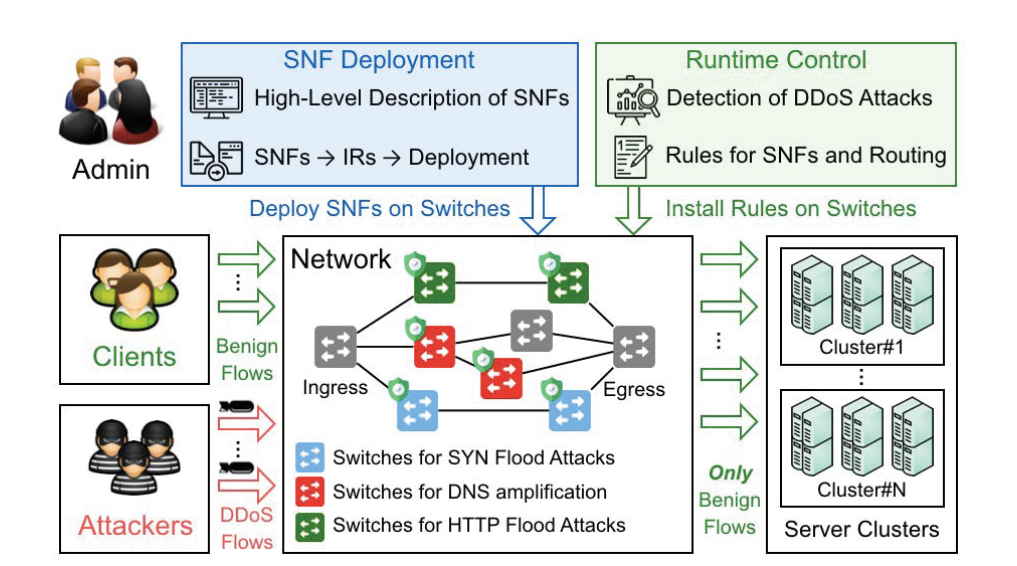 SNF Deployment
High-Level Description of SNFs
SNFs → IRs → Deployment
Runtime Control
Detection of DDoS Attacks
1
Rules for SNFs and Routing
Admin
Deploy SNFs on Switches
Install Rules on Switches
Clients
Benign
Flows
Attackers
DDoS
Flows
Network
Ingress
Egress
Switches for SYN Flood Attacks
Switches for DNS amplification
Switches for HTTP Flood Attacks
Only
Benign
Flows
Cluster#1
Cluster#N
Server Clusters